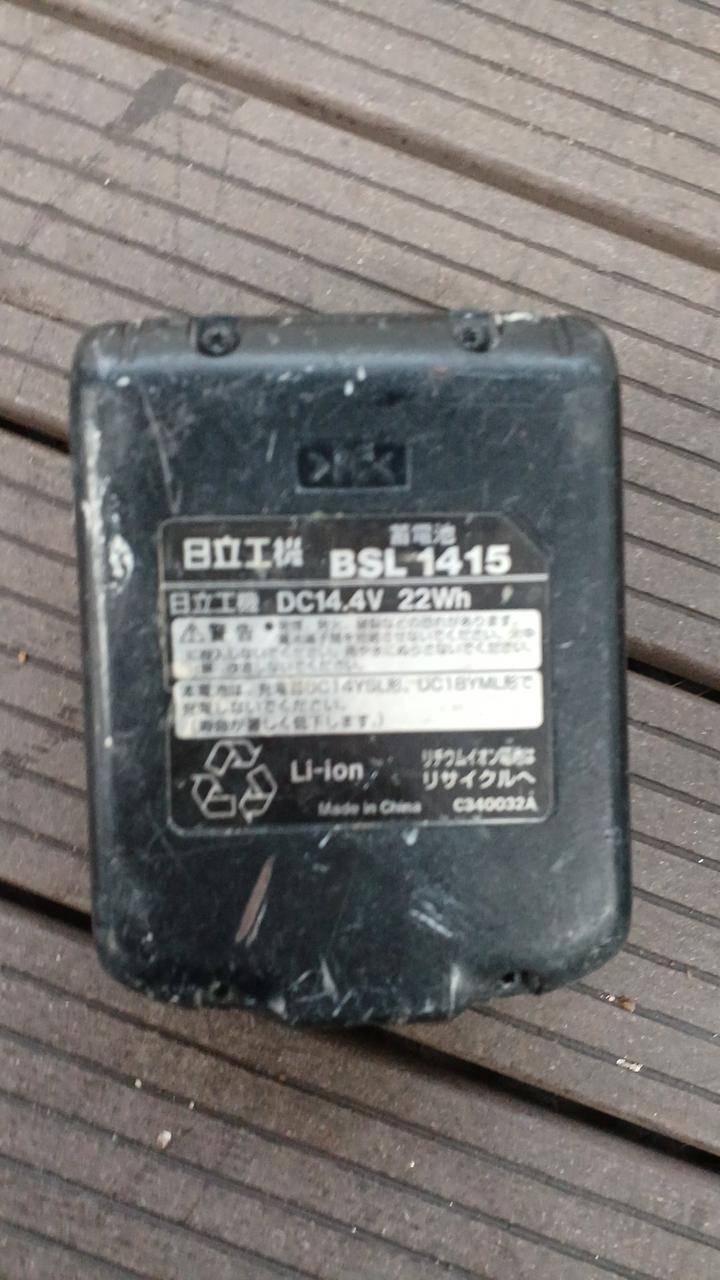 蓄電池
日立工機 BSL 1415
日立工機 DC14.4V 22Wh
⚠警告
本電池は、充電器UC14YSL形、UC18YML形で
充電しないでください。
(寿命が著しく低下します。)
Li-ion
リチウムイオン電池は
リサイクルへ
Made in China C340032A